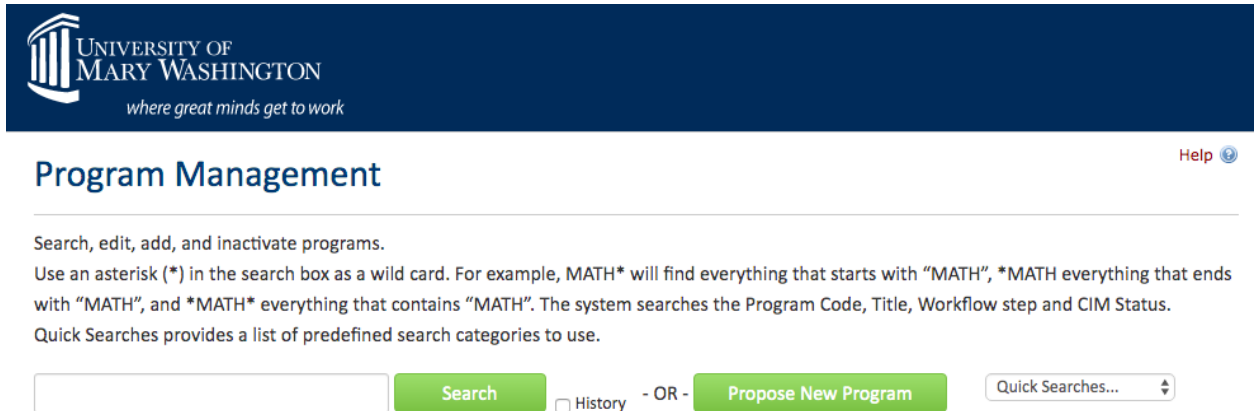 UNIVERSITY OF
MARY WASHINGTON
where great minds get to work
Help
Program Management
Search, edit, add, and inactivate programs.
Use an asterisk (*) in the search box as a wild card. For example, MATH* will find everything that starts with “MATH”, *MATH everything that ends
with “MATH”, and *MATH* everything that contains “MATH”. The system searches the Program Code, Title, Workflow step and CIM Status.
Quick Searches provides a list of predefined search categories to use.
Search History - OR - Propose New Program Quick Searches...